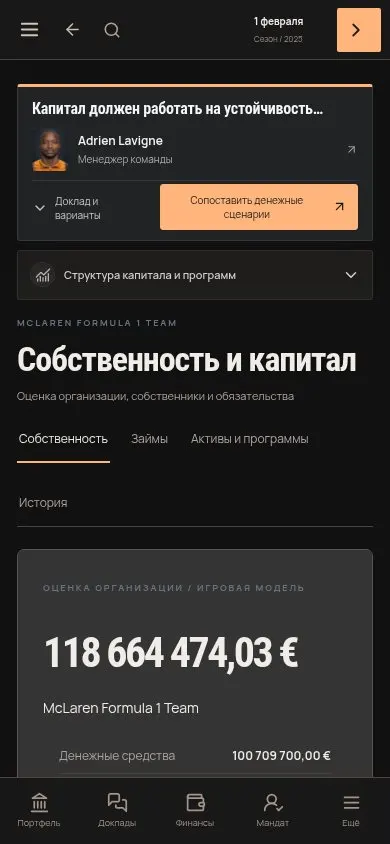 1 февраля
Сезон / 2025
Капитал должен работать на устойчивость…
Adrien Lavigne
Менеджер команды
Доклад и
варианты
Сопоставить денежные
сценарии
Структура капитала и программ
MCLAREN FORMULA 1 TEAM
Собственность и капитал
Оценка организации, собственники и обязательства
Собственность Займы Активы и программы
История
ОЦЕНКА ОРГАНИЗАЦИИ / ИГРОВАЯ МОДЕЛЬ
118 664 474,03 €
McLaren Formula 1 Team
Денежные средства 100 709 700,00 €
Портфель Доклады Финансы Мандат Ещё